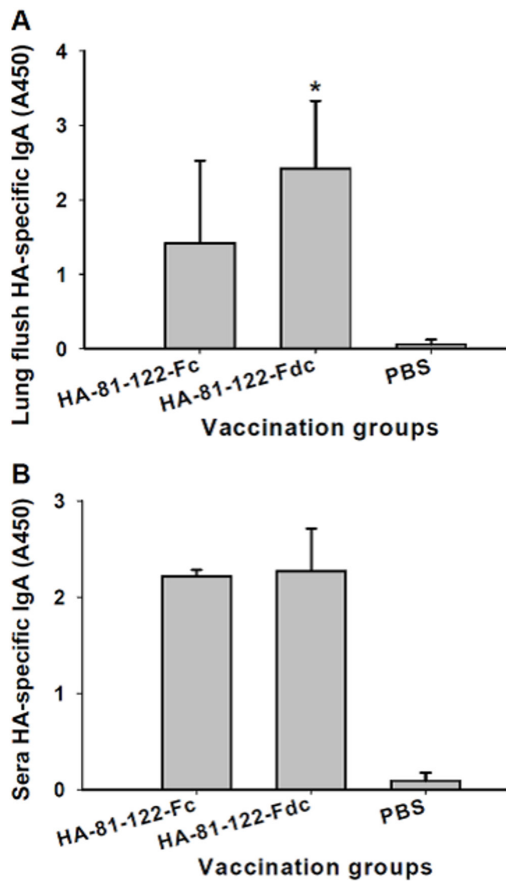 A
Lung flush HA-specific IgA (A450)
4
3
2
1
0
*
HA-81-122-Fc
HA-81-122-Fdc
PBS
Vaccination groups
B
Sera HA-specific IgA (A450)
3
2
1
0
HA-81-122-Fc
HA-81-122-Fdc
PBS
Vaccination groups